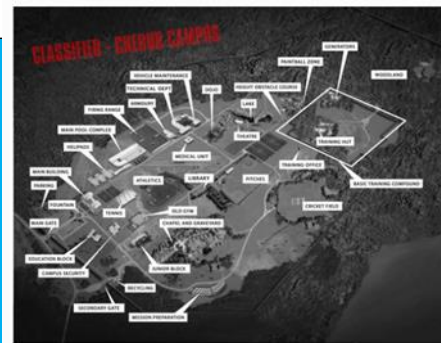 CLASSIFIED - CHERUB CAMPUS
GENERATORS
PAINTBALL ZONE
VEHICLE MAINTENANCE
WOODLAND
TECHNICAL DEPT
DOJO
HEIGHT OBSTACLE COURSE
ARMOURY
LAKE
FIRING RANGE
THEATRE
MAIN POOL COMPLEX
TRAINING HUT
MEDICAL UNIT
HELIPADS
TRAINING OFFICE
MAIN BUILDING
LIBRARY
ATHLETICS
PITCHES
BASIC TRAINING COMPOUND
PARKING
FOUNTAIN
TENNIS
OLD GYM
CRICKET FIELD
MAIN GATE
CHAPEL AND GRAVEYARD
EDUCATION BLOCK
CAMPUS SECURITY
JUNIOR BLOCK
RECYCLING
SECONDARY GATE
MISSION PREPARATION